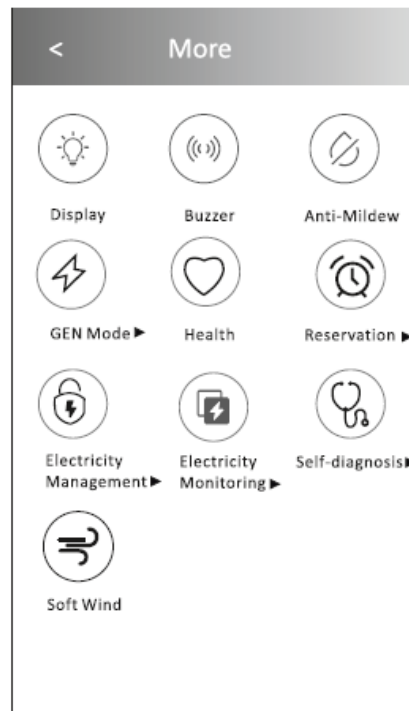 < More
Display Buzzer Anti-Mildew
GEN Mode▶ Health Reservation ▶
Electricity Management▶ Electricity Monitoring▶ Self-diagnosis▶
Soft Wind